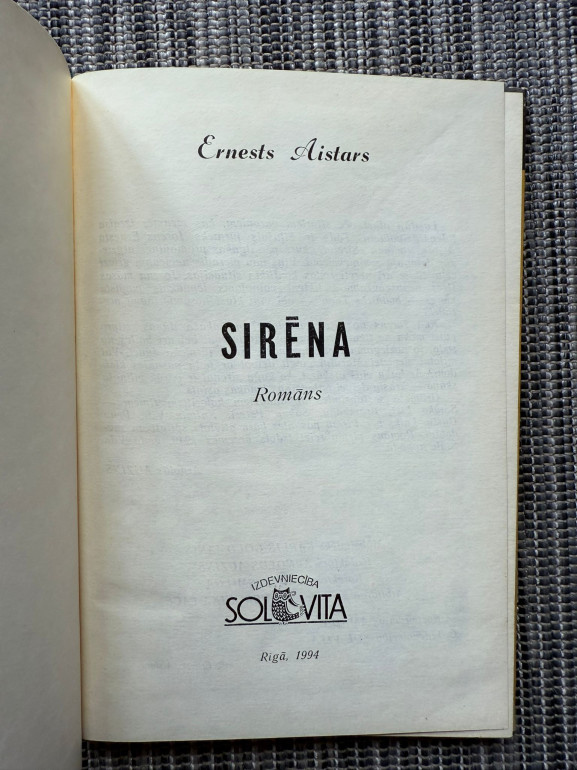 Ernests Aistars
SIRĒNA
Romāns
IZDEVNIECĪBA
SOL VITA
Rīgā, 1994